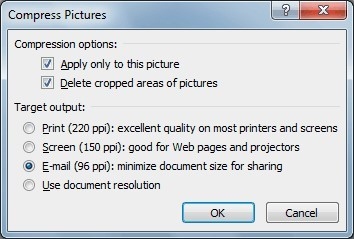 Compress Pictures
Compression options:
Apply only to this picture
Delete cropped areas of pictures
Target output:
Print (220 ppi): excellent quality on most printers and screens
Screen (150 ppi): good for Web pages and projectors
E-mail (96 ppi): minimize document size for sharing
Use document resolution
OK Cancel